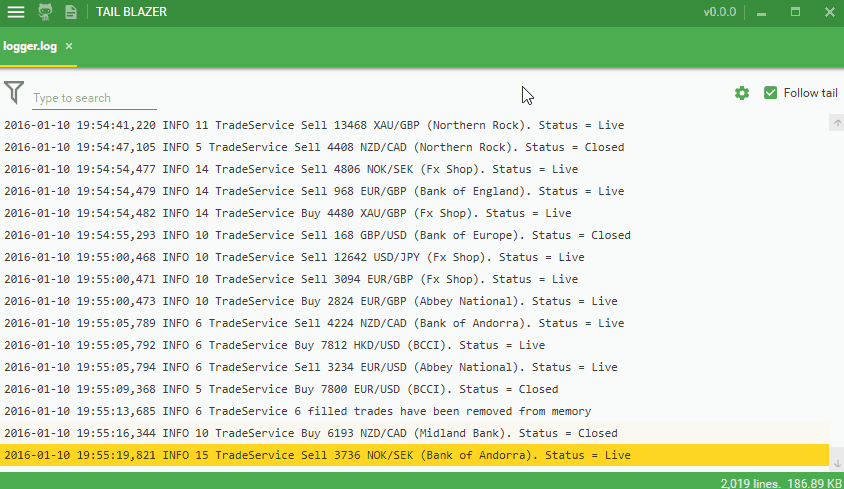 TAIL BLAZER
v0.0.0
logger.log ×
Type to search
Follow tail
2016-01-10 19:54:41,220 INFO 11 TradeService Sell 13468 XAU/GBP (Northern Rock). Status = Live
2016-01-10 19:54:47,105 INFO 5 TradeService Sell 4408 NZD/CAD (Northern Rock). Status = Closed
2016-01-10 19:54:54,477 INFO 14 TradeService Sell 4806 NOK/SEK (Fx Shop). Status = Live
2016-01-10 19:54:54,479 INFO 14 TradeService Sell 968 EUR/GBP (Bank of England). Status = Live
2016-01-10 19:54:54,482 INFO 14 TradeService Buy 4480 XAU/GBP (Fx Shop). Status = Live
2016-01-10 19:54:55,293 INFO 10 TradeService Sell 168 GBP/USD (Bank of Europe). Status = Closed
2016-01-10 19:55:00,468 INFO 10 TradeService Sell 12642 USD/JPY (Fx Shop). Status = Live
2016-01-10 19:55:00,471 INFO 10 TradeService Sell 3094 EUR/GBP (Fx Shop). Status = Live
2016-01-10 19:55:00,473 INFO 10 TradeService Buy 2824 EUR/GBP (Abbey National). Status = Live
2016-01-10 19:55:05,789 INFO 6 TradeService Sell 4224 NZD/CAD (Bank of Andorra). Status = Live
2016-01-10 19:55:05,792 INFO 6 TradeService Buy 7812 HKD/USD (BCCI). Status = Live
2016-01-10 19:55:05,794 INFO 6 TradeService Sell 3234 EUR/USD (Abbey National). Status = Live
2016-01-10 19:55:09,368 INFO 5 TradeService Buy 7800 EUR/USD (BCCI). Status = Closed
2016-01-10 19:55:13,685 INFO 6 TradeService 6 filled trades have been removed from memory
2016-01-10 19:55:16,344 INFO 10 TradeService Buy 6193 NZD/CAD (Midland Bank). Status = Closed
2016-01-10 19:55:19,821 INFO 15 TradeService Sell 3736 NOK/SEK (Bank of Andorra). Status = Live
2,019 lines. 186.89 KB